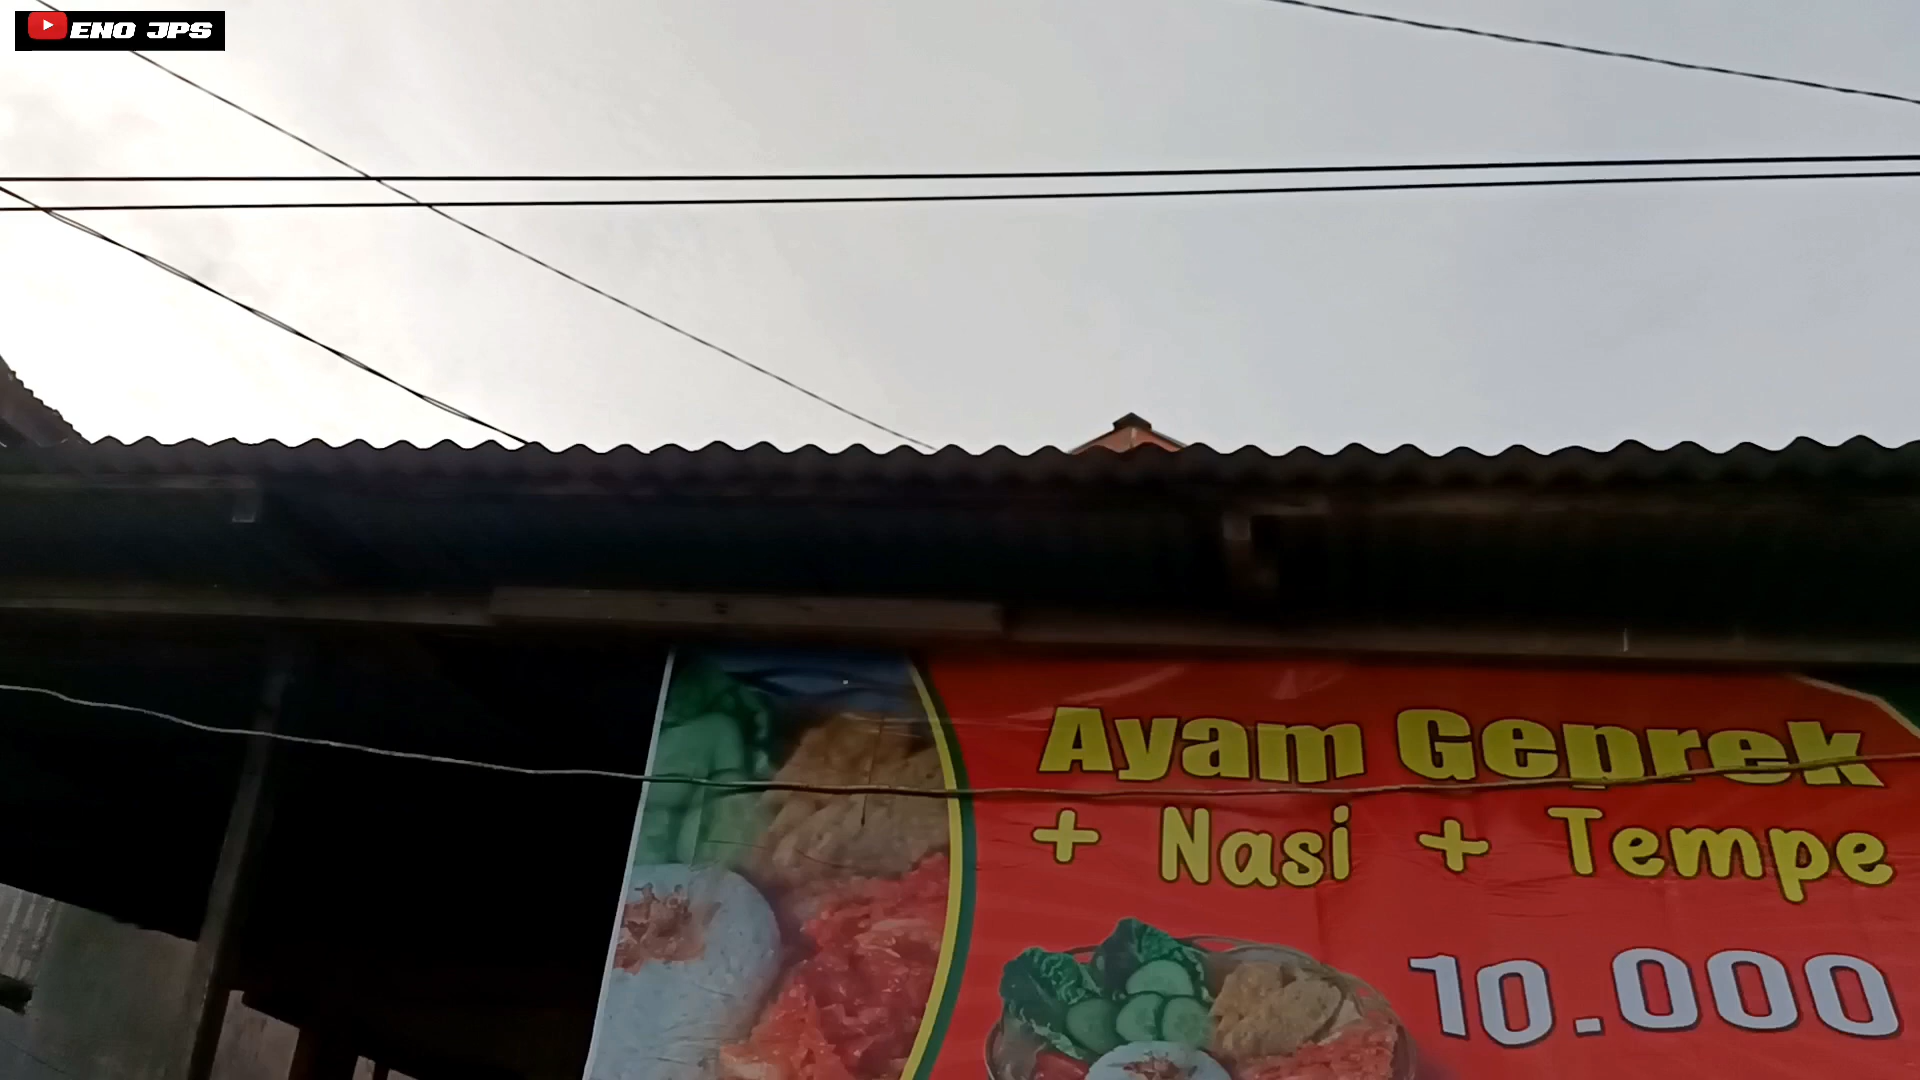 ENO JPS
Ayam Geprek
+ Nasi + Tempe
10.000